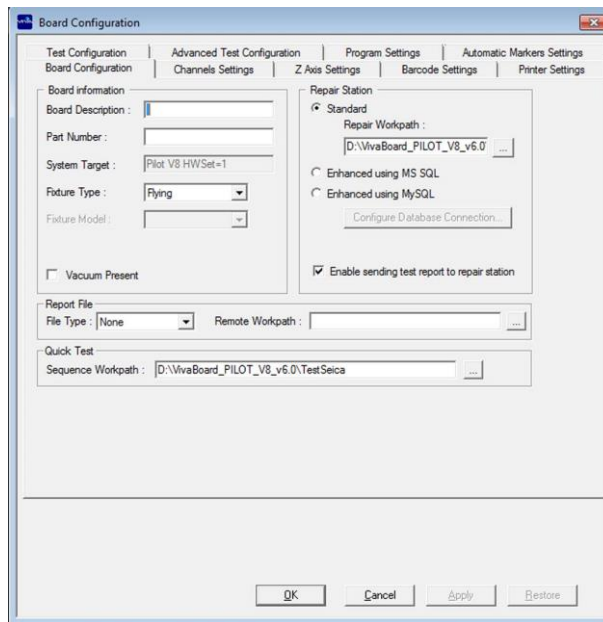 Board Configuration
Test Configuration Advanced Test Configuration Program Settings Automatic Markers Settings
Board Configuration Channels Settings Z Axis Settings Barcode Settings Printer Settings
Board information
Board Description :
Part Number :
System Target : Pilot V8 HWSet=1
Fixture Type : Flying
Fixture Model :
Vacuum Present
Repair Station
Standard
Repair Workpath :
D:\VivaBoard_PILOT_V8_v6.0 ...
Enhanced using MS SQL
Enhanced using MySQL
Configure Database Connection...
Enable sending test report to repair station
Report File
File Type : None Remote Workpath : ...
Quick Test
Sequence Workpath : D:\VivaBoard_PILOT_V8_v6.0\TestSeica ...
OK Cancel Apply Restore